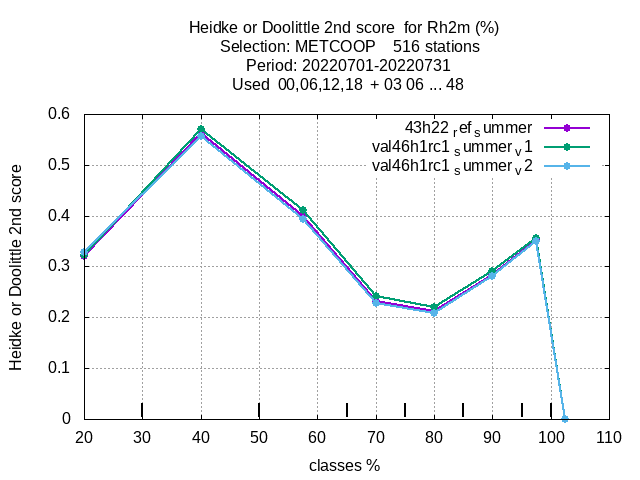 Heidke or Doolittle 2nd score  for Rh2m (%)
Selection: METCOOP    516 stations
Period: 20220701-20220731
Used  00,06,12,18  + 03 06 ... 48
43h22 ref summer
val46h1rc1 summer v1
val46h1rc1 summer v2
Heidke or Doolittle 2nd score
0.6
0.5
0.4
0.3
0.2
0.1
0
20 30 40 50 60 70 80 90 100 110
classes %